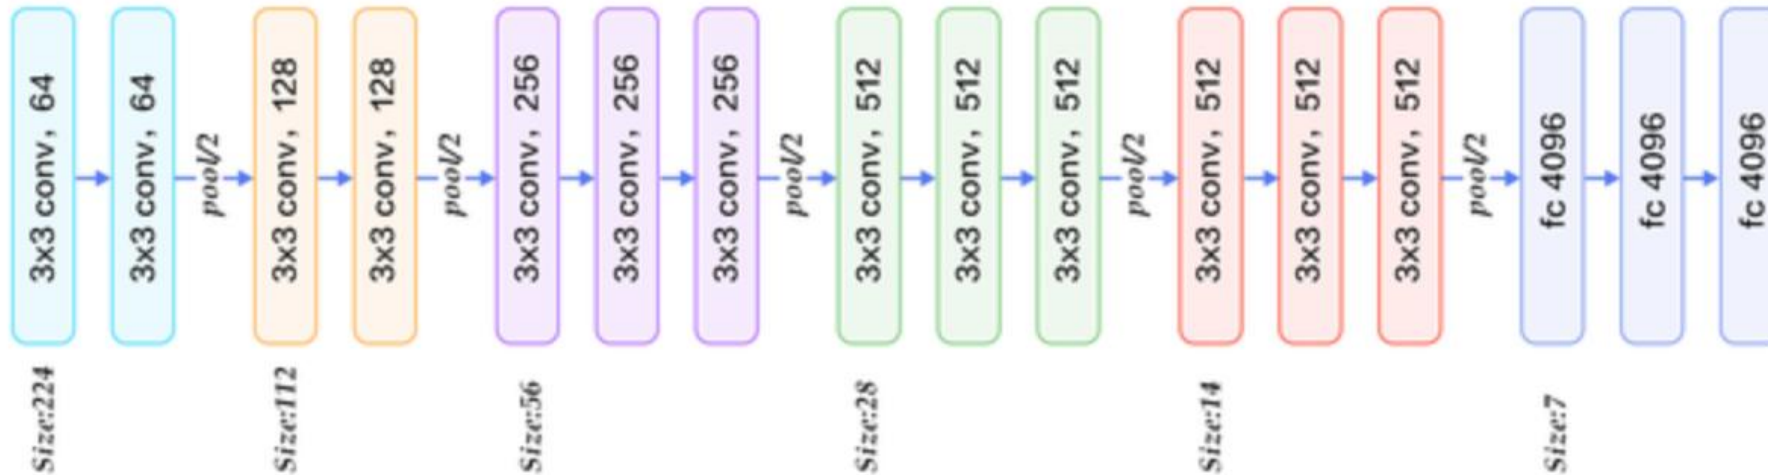 3x3 conv, 64
3x3 conv, 64
pool/2
3x3 conv, 128
3x3 conv, 128
pool/2
3x3 conv, 256
3x3 conv, 256
3x3 conv, 256
pool/2
3x3 conv, 512
3x3 conv, 512
3x3 conv, 512
pool/2
3x3 conv, 512
3x3 conv, 512
3x3 conv, 512
pool/2
fc 4096
fc 4096
fc 4096
Size:224
Size:112
Size:56
Size:28
Size:14
Size:7